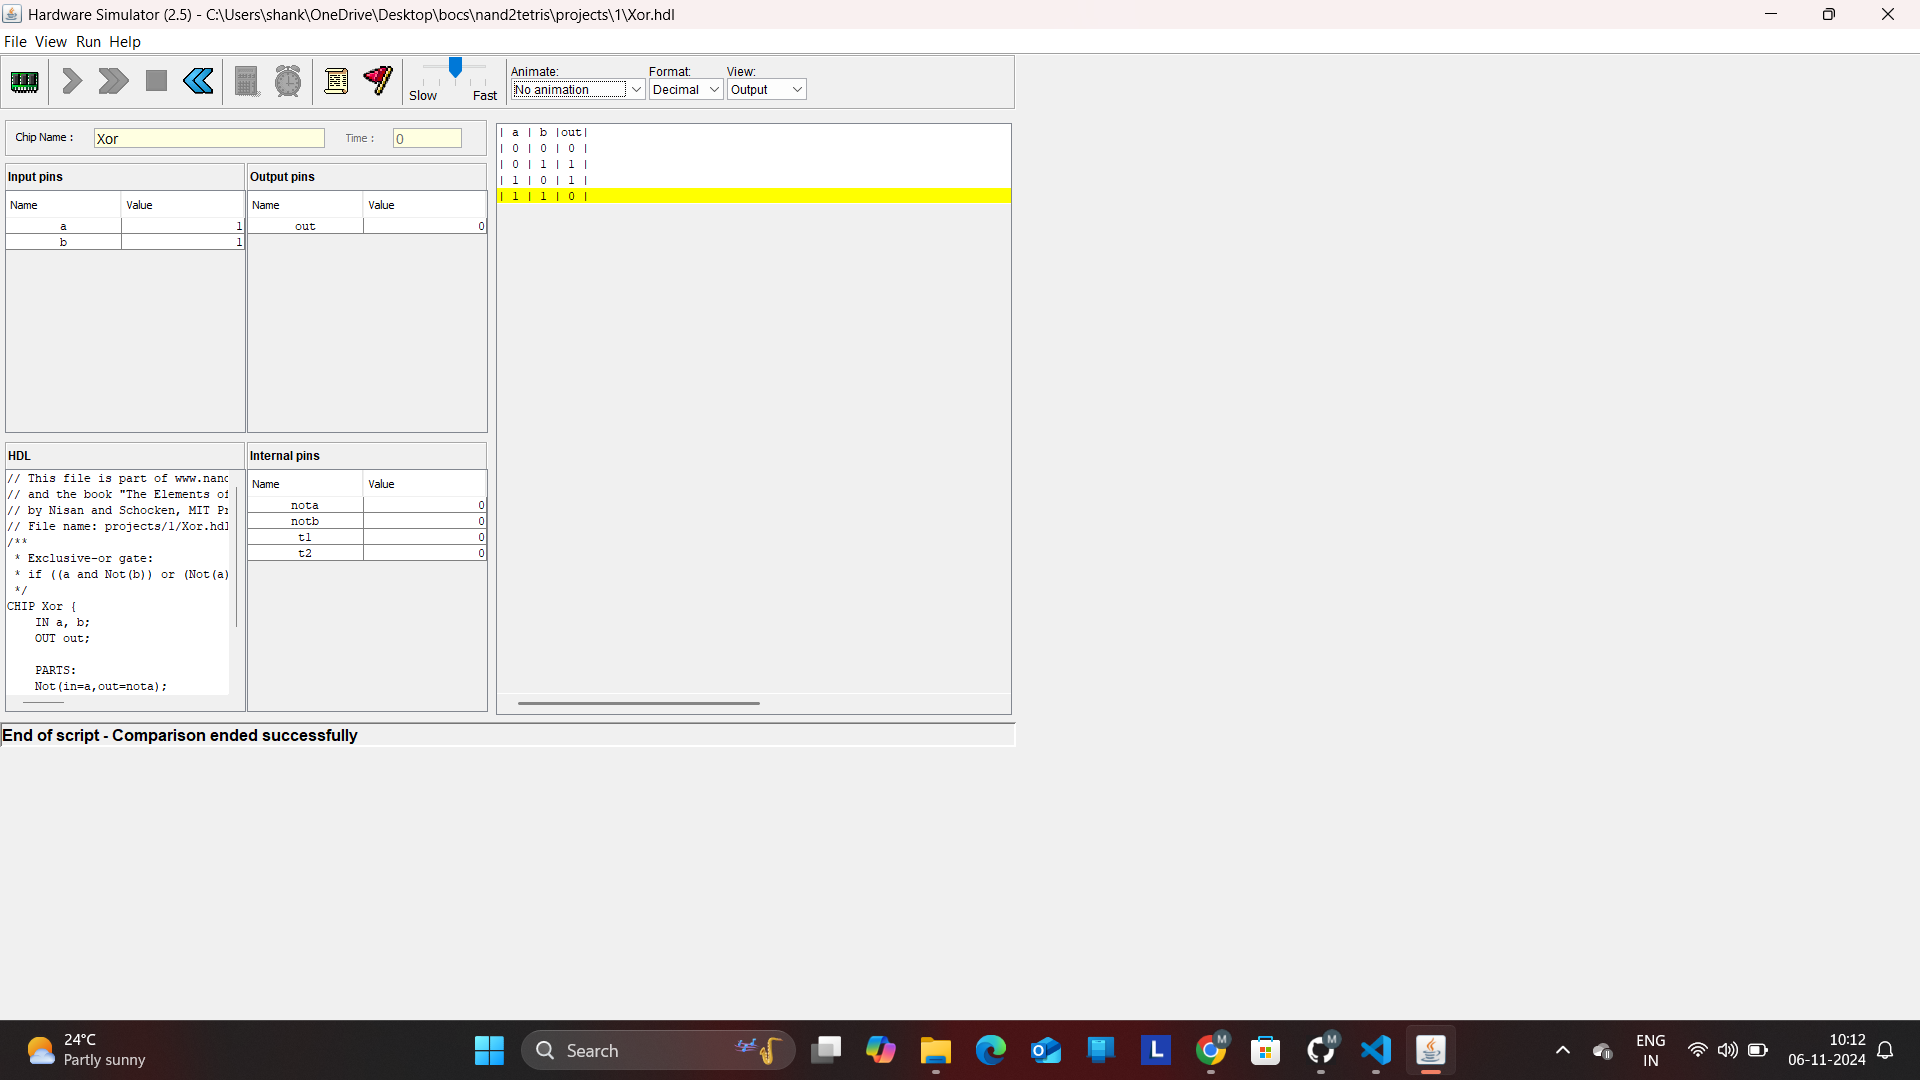 Hardware Simulator (2.5) - C:\Users\shank\OneDrive\Desktop\bocs\nand2tetris\projects\1\Xor.hdl
File View Run Help
Slow Fast
Animate: Format: View:
No animation Decimal Output
Chip Name : Xor Time : 0
Input pins
Name Value
a 1
b 1
Output pins
Name Value
out 0
| a | b |out|
| 0 | 0 | 0 |
| 0 | 1 | 1 |
| 1 | 0 | 1 |
| 1 | 1 | 0 |
HDL
// This file is part of www.nand
// and the book "The Elements of
// by Nisan and Schocken, MIT Pr
// File name: projects/1/Xor.hdl
/**
* Exclusive-or gate:
* if ((a and Not(b)) or (Not(a)
*/
CHIP Xor {
IN a, b;
OUT out;
PARTS:
Not(in=a,out=nota);
Internal pins
Name Value
nota 0
notb 0
t1 0
t2 0
End of script - Comparison ended successfully
24°C
Partly sunny
Search
L
M
M
ENG
IN
10:12
06-11-2024